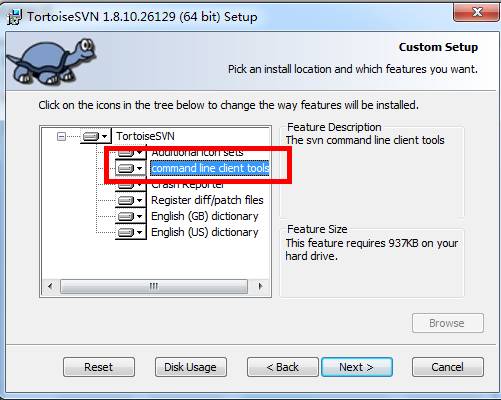 TortoiseSVN 1.8.10.26129 (64 bit) Setup
Custom Setup
Pick an install location and which features you want.
Click on the icons in the tree below to change the way features will be installed.
TortoiseSVN
Additional icon sets
command line client tools
Crash Reporter
Register diff/patch files
English (GB) dictionary
English (US) dictionary
Feature Description
The svn command line client tools
Feature Size
This feature requires 937KB on your
hard drive.
Browse
Reset
Disk Usage
< Back
Next >
Cancel